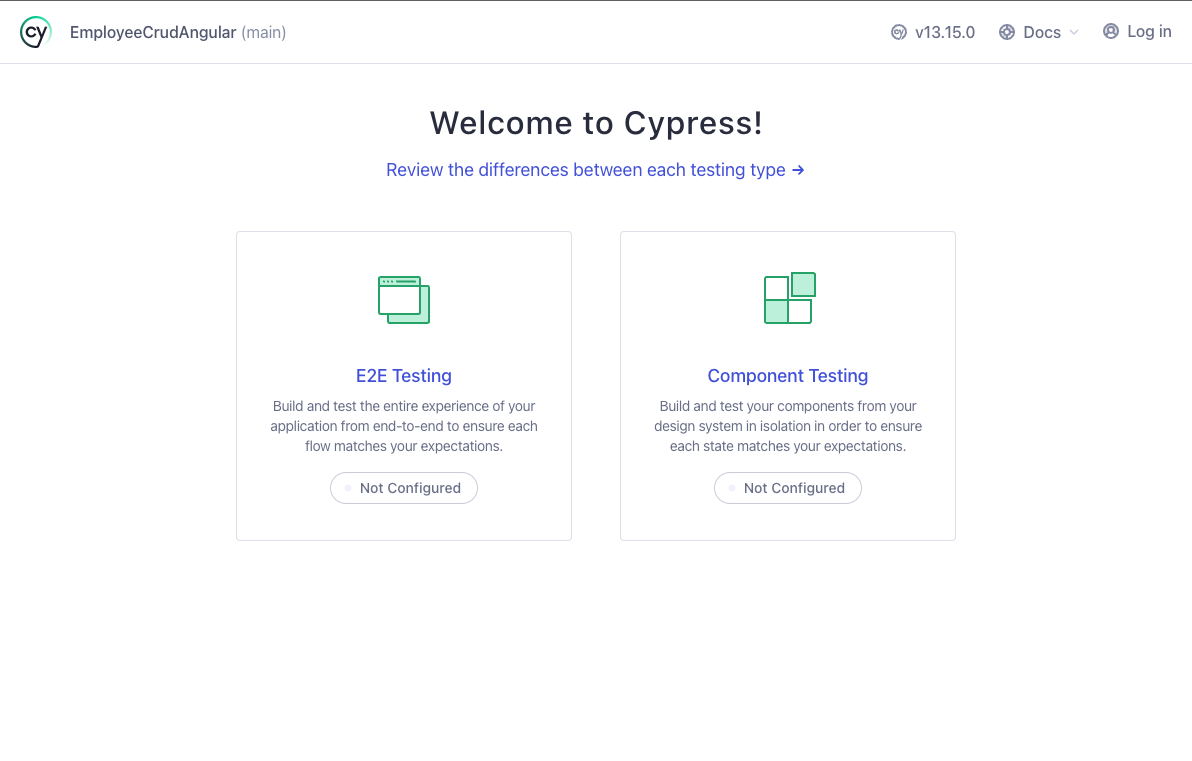 cy EmployeeCrudAngular (main) cy v13.15.0 Docs Log in
Welcome to Cypress!
Review the differences between each testing type →
E2E Testing
Build and test the entire experience of your
application from end-to-end to ensure each
flow matches your expectations.
Not Configured
Component Testing
Build and test your components from your
design system in isolation in order to ensure
each state matches your expectations.
Not Configured